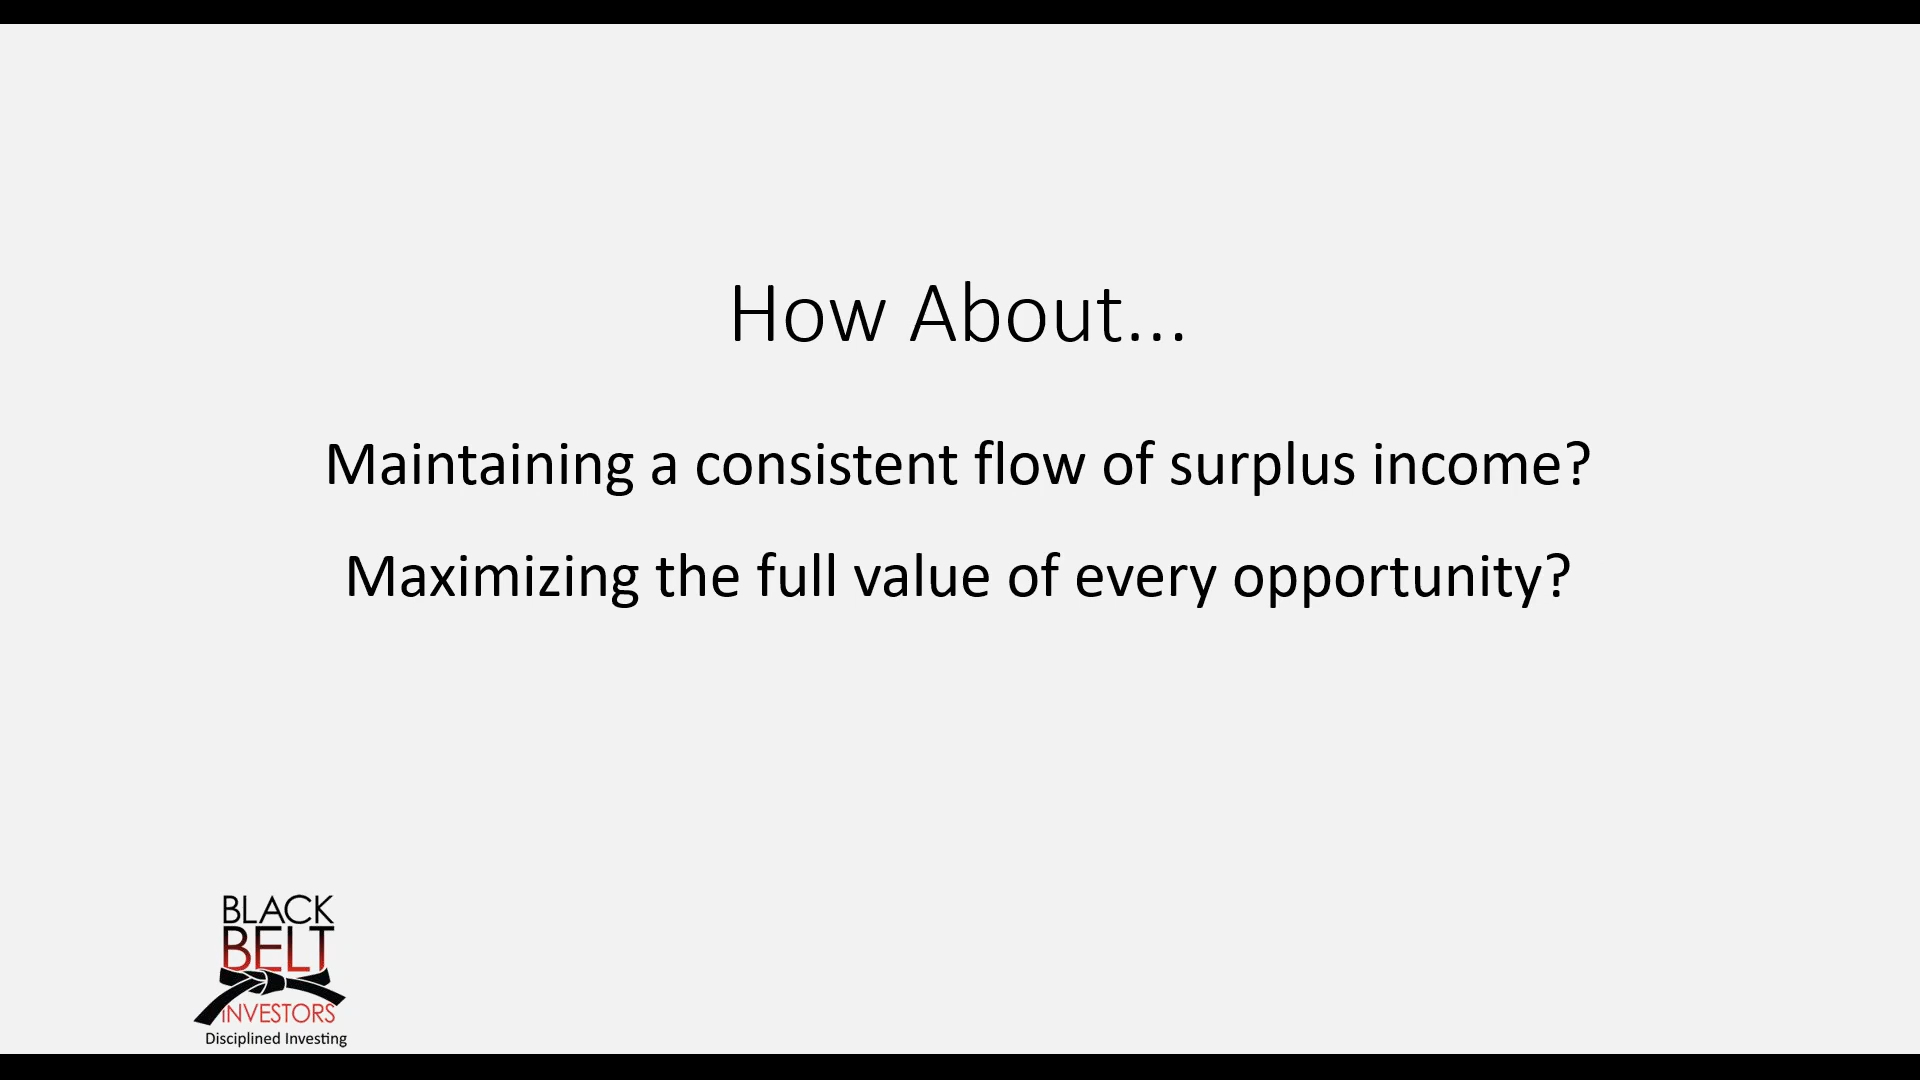 How About...
Maintaining a consistent flow of surplus income?
Maximizing the full value of every opportunity?
BLACK
BELT
INVESTORS
Disciplined Investing